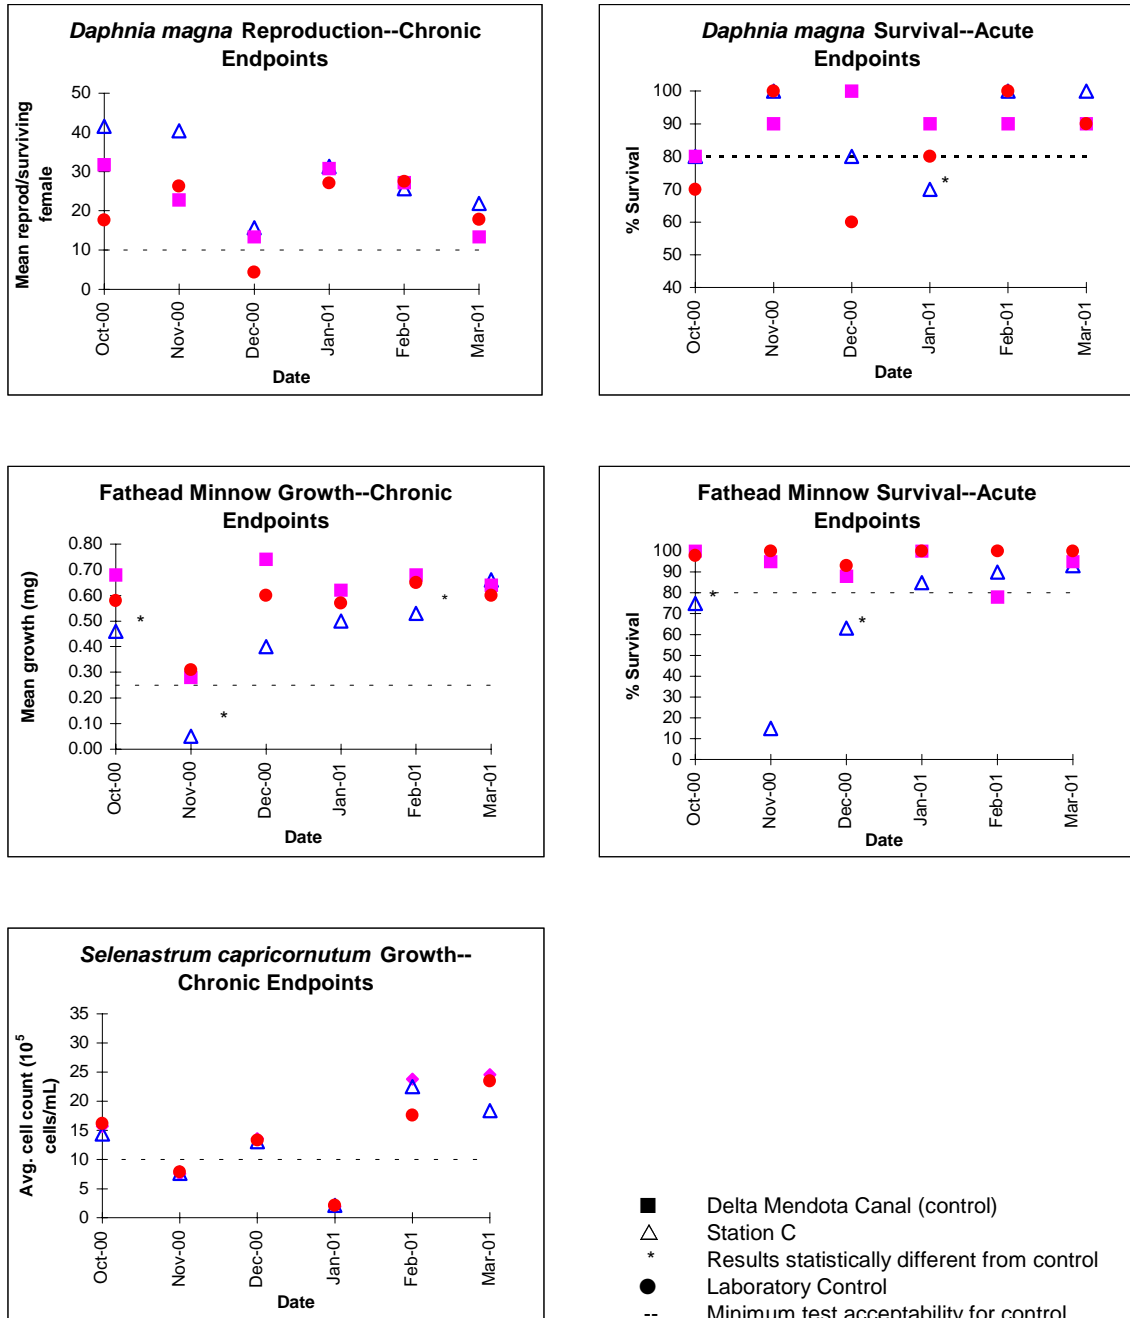 Daphnia magna Reproduction--Chronic
Endpoints
Mean reprod/surviving
female
50
40
30
20
10
0
Oct-00
Nov-00
Dec-00
Jan-01
Feb-01
Mar-01
Date
Daphnia magna Survival--Acute
Endpoints
% Survival
100
90
80
70
60
50
40
*
Oct-00
Nov-00
Dec-00
Jan-01
Feb-01
Mar-01
Date
Fathead Minnow Growth--Chronic
Endpoints
Mean growth (mg)
0.80
0.70
0.60
0.50
0.40
0.30
0.20
0.10
0.00
*
*
*
Oct-00
Nov-00
Dec-00
Jan-01
Feb-01
Mar-01
Date
Fathead Minnow Survival--Acute
Endpoints
% Survival
100
90
80
70
60
50
40
30
20
10
0
*
*
Oct-00
Nov-00
Dec-00
Jan-01
Feb-01
Mar-01
Date
Selenastrum capricornutum Growth--
Chronic Endpoints
Avg. cell count (10⁵
cells/mL)
35
30
25
20
15
10
5
0
Oct-00
Nov-00
Dec-00
Jan-01
Feb-01
Mar-01
Date
Delta Mendota Canal (control)
Station C
* Results statistically different from control
Laboratory Control
-- Minimum test acceptability for control